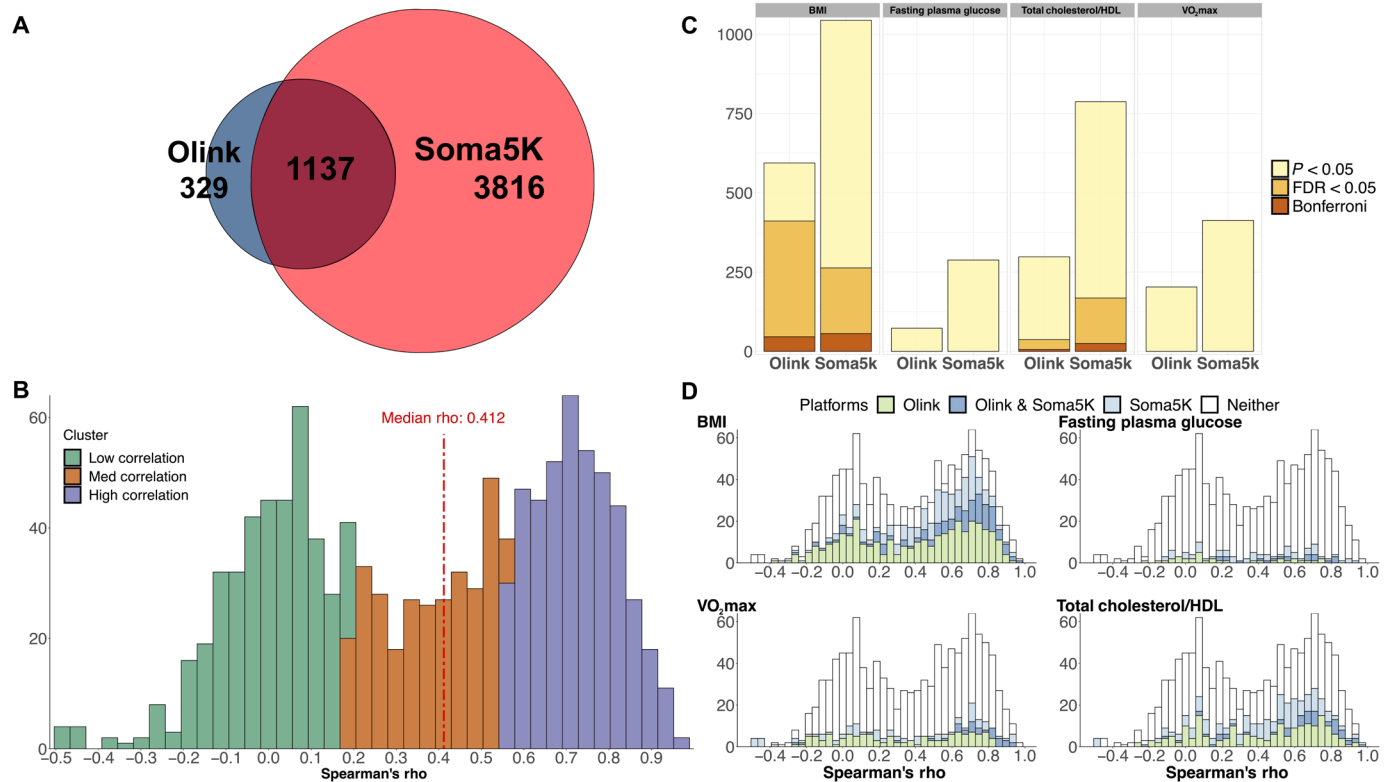 A
Olink
329
1137
Soma5K
3816
B
60
40
20
0
Cluster
Low correlation
Med correlation
High correlation
Median rho: 0.412
−0.5 −0.4 −0.3 −0.2 −0.1 0.0 0.1 0.2 0.3 0.4 0.5 0.6 0.7 0.8 0.9
Spearman's rho
C
BMI Fasting plasma glucose Total cholesterol/HDL VO2max
1000
750
500
250
0
Olink Soma5k Olink Soma5k Olink Soma5k Olink Soma5k
P < 0.05
FDR < 0.05
Bonferroni
D
Platforms Olink Olink & Soma5K Soma5K Neither
BMI
60
40
20
0
−0.4 −0.2 0.0 0.2 0.4 0.6 0.8 1.0
Fasting plasma glucose
60
40
20
0
−0.4 −0.2 0.0 0.2 0.4 0.6 0.8 1.0
VO2max
60
40
20
0
−0.4 −0.2 0.0 0.2 0.4 0.6 0.8 1.0
Spearman's rho
Total cholesterol/HDL
60
40
20
0
−0.4 −0.2 0.0 0.2 0.4 0.6 0.8 1.0
Spearman's rho